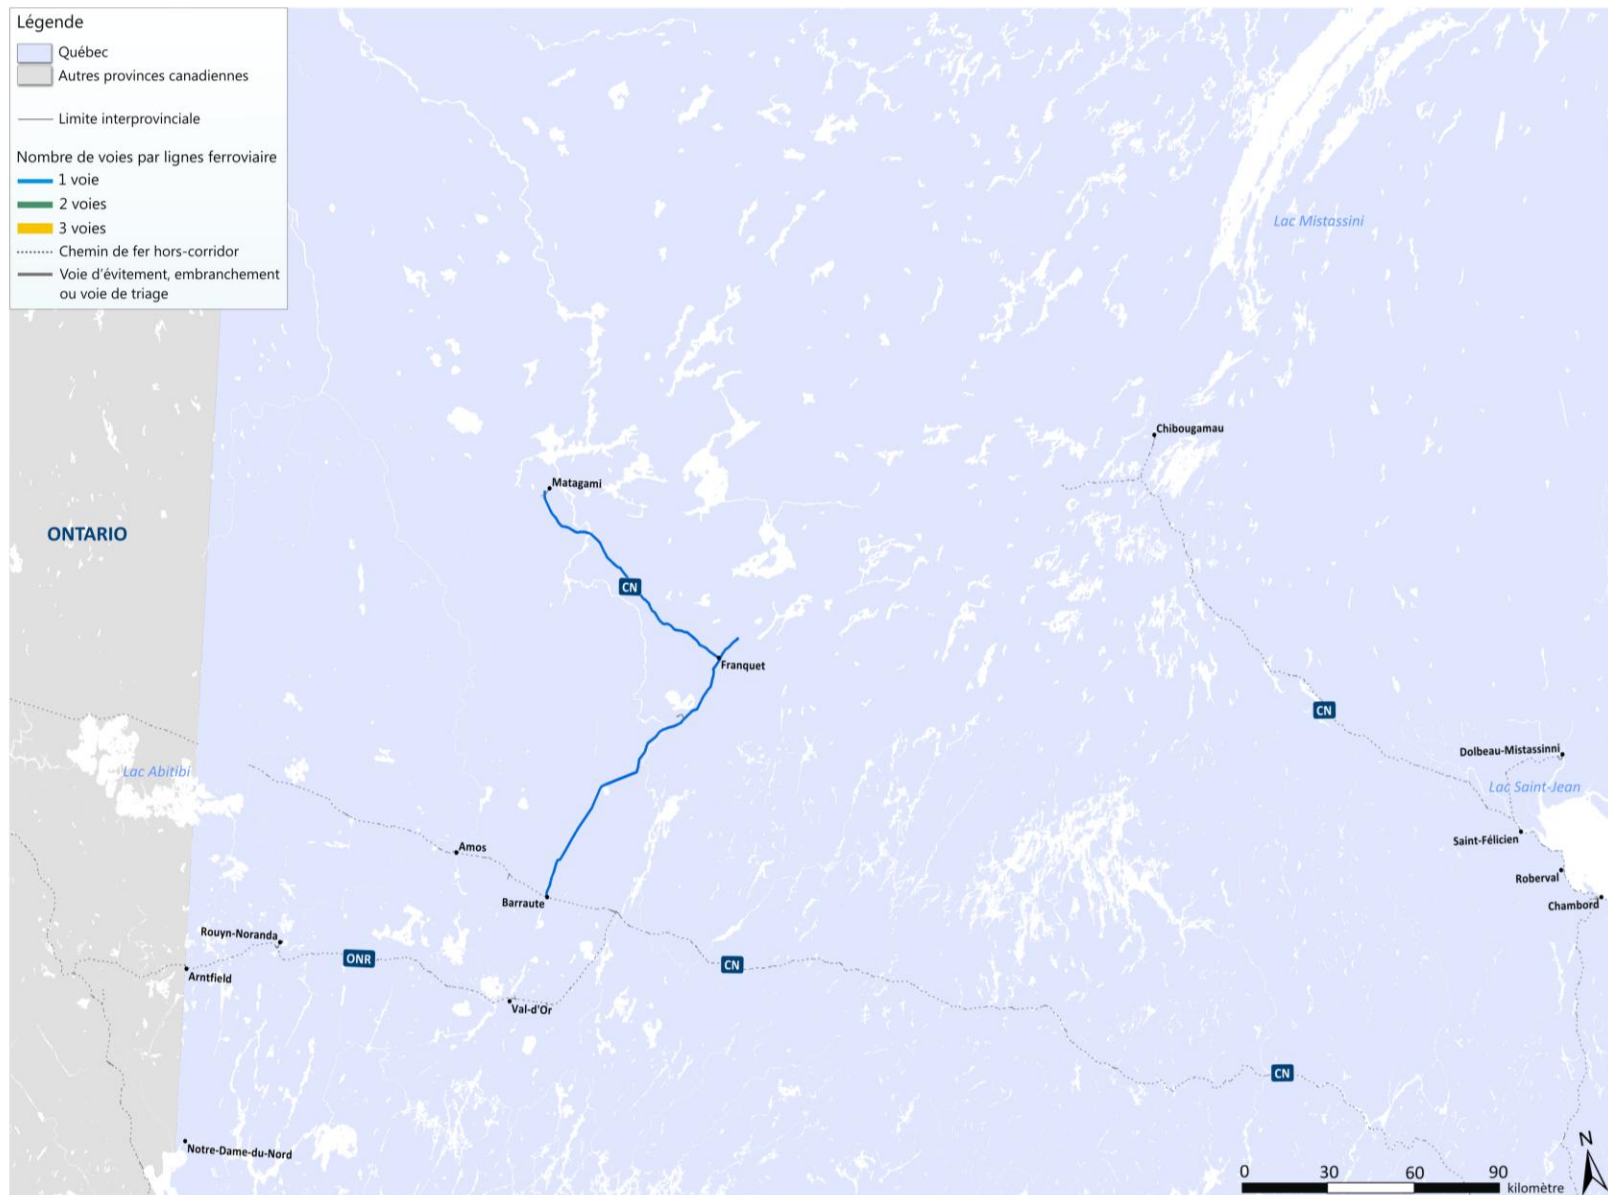 Légende
Québec
Autres provinces canadiennes
Limite interprovinciale
Nombre de voies par lignes ferroviaire
1 voie
2 voies
3 voies
Chemin de fer hors-corridor
Voie d'évitement, embranchement
ou voie de triage
Lac Mistassini
Chibougamau
Matagami
ONTARIO
CN
Franquet
CN
Dolbeau-Mistassinni
Lac Abitibi
Lac Saint-Jean
Saint-Félicien
Amos
Roberval
Barraute
Chambord
Rouyn-Noranda
ONR
CN
Arntfield
Val-d'Or
CN
Notre-Dame-du-Nord
N
0 30 60 90
kilomètre